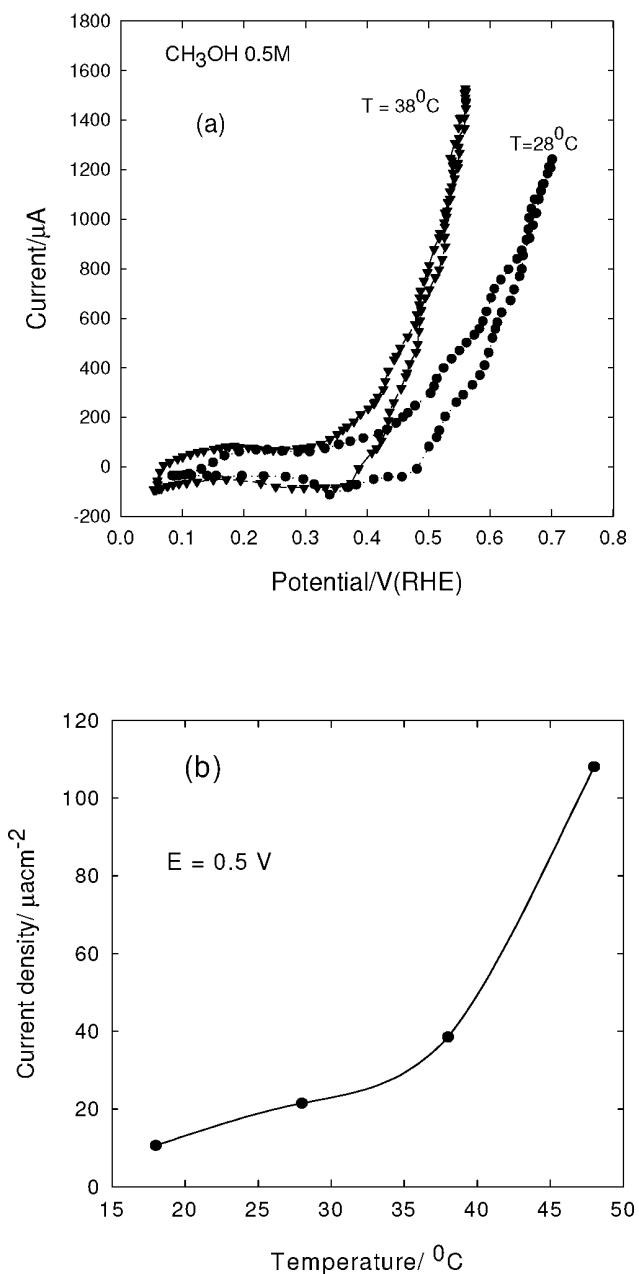 CH₃OH 0.5M
(a)
T = 38⁰C
T=28⁰C
Current/μA
1800
1600
1400
1200
1000
800
600
400
200
0
-200
0.0 0.1 0.2 0.3 0.4 0.5 0.6 0.7 0.8
Potential/V(RHE)
(b)
E = 0.5 V
Current density/ μacm⁻²
120
100
80
60
40
20
0
15 20 25 30 35 40 45 50
Temperature/ ⁰C